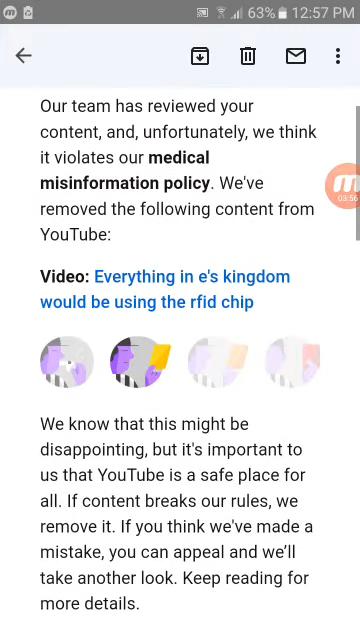 63% 12:57 PM
Our team has reviewed your
content, and, unfortunately, we think
it violates our medical
misinformation policy. We've
removed the following content from
YouTube:
03:56
Video: Everything in e's kingdom
would be using the rfid chip
We know that this might be
disappointing, but it's important to
us that YouTube is a safe place for
all. If content breaks our rules, we
remove it. If you think we've made a
mistake, you can appeal and we'll
take another look. Keep reading for
more details.